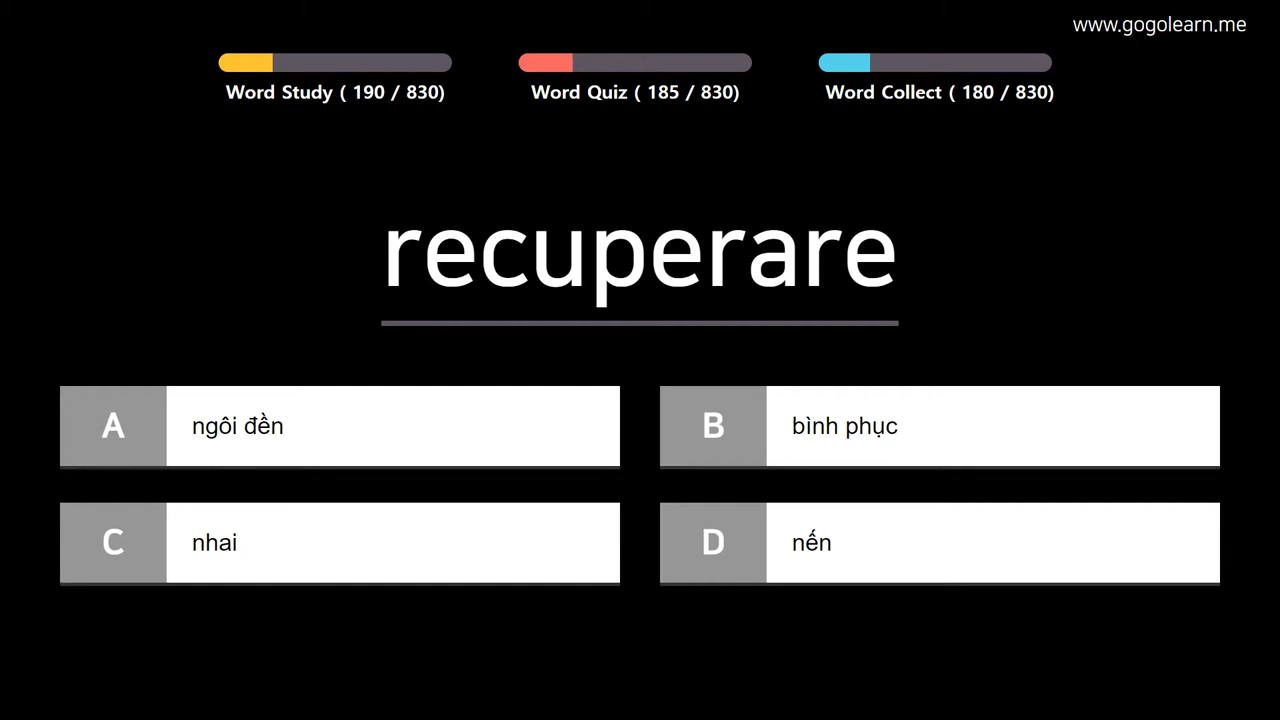 www.gogolearn.me
Word Study ( 190 / 830)
Word Quiz ( 185 / 830)
Word Collect ( 180 / 830)
recuperare
A ngôi đền
B bình phục
C nhai
D nến